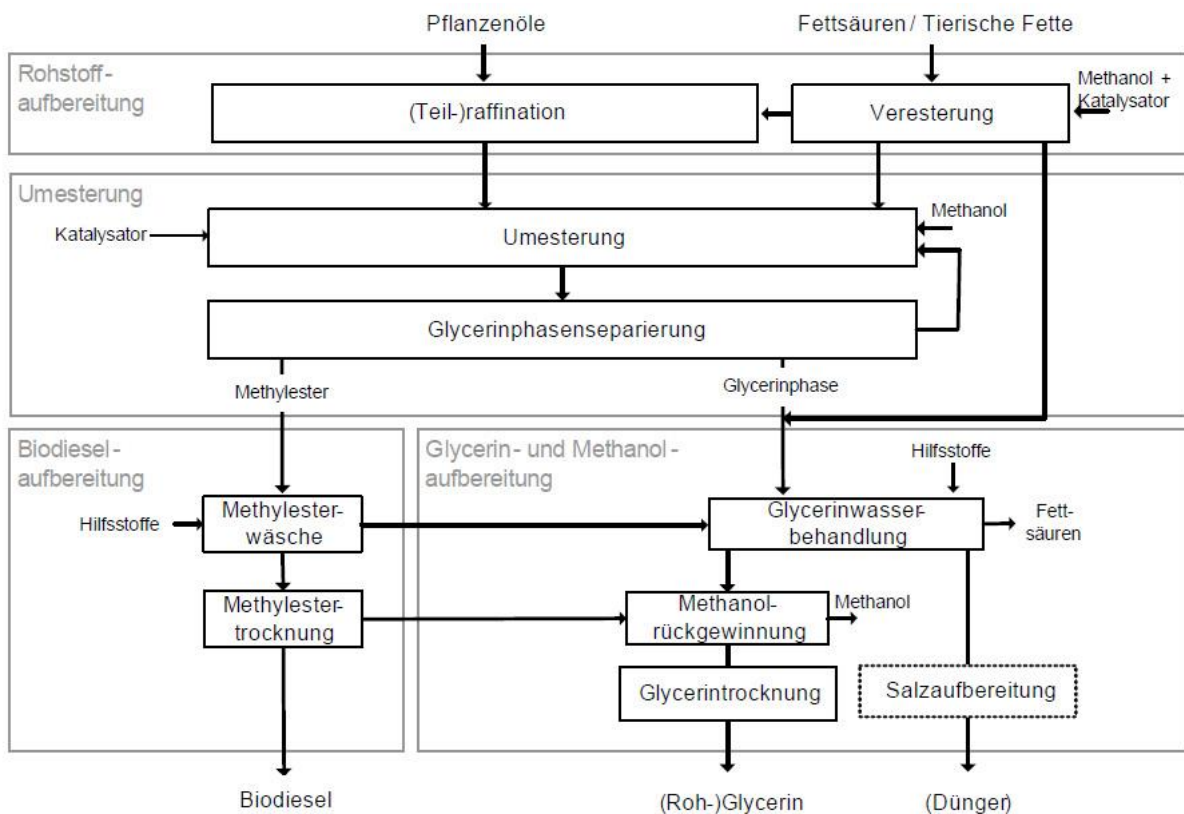 Pflanzenöle
Fettsäuren / Tierische Fette
Rohstoff-
aufbereitung
(Teil-)raffination
Veresterung
Methanol +
Katalysator
Umesterung
Katalysator
Umesterung
Methanol
Glycerinphasenseparierung
Methylester
Glycerinphase
Biodiesel-
aufbereitung
Glycerin- und Methanol-
aufbereitung
Hilfsstoffe
Hilfsstoffe
Methylester-
wäsche
Glycerinwasser-
behandlung
Fett-
säuren
Methylester-
trocknung
Methanol-
rückgewinnung
Methanol
Glycerintrocknung
Salzaufbereitung
Biodiesel
(Roh-)Glycerin
(Dünger)